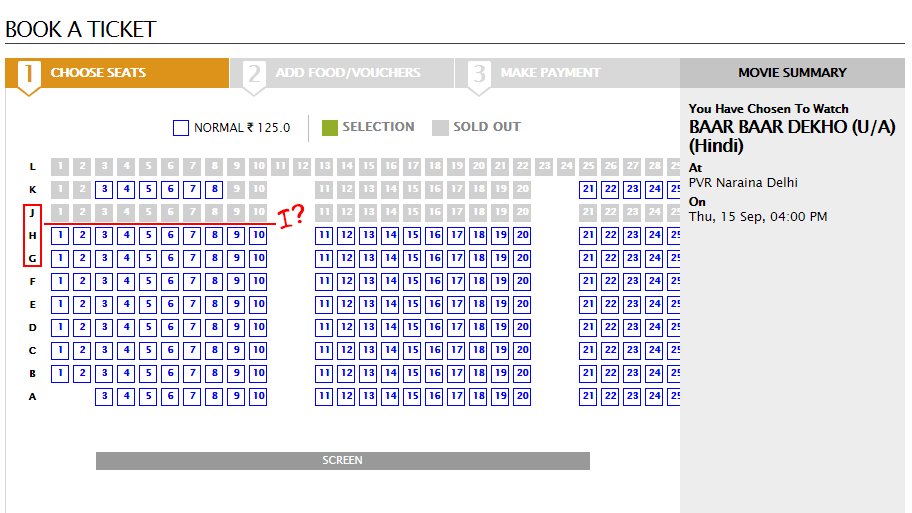 BOOK A TICKET
1 CHOOSE SEATS 2 ADD FOOD/VOUCHERS 3 MAKE PAYMENT MOVIE SUMMARY
NORMAL ₹ 125.0 SELECTION SOLD OUT
You Have Chosen To Watch
BAAR BAAR DEKHO (U/A)
(Hindi)
At
PVR Naraina Delhi
On
Thu, 15 Sep, 04:00 PM
L 1 2 3 4 5 6 7 8 9 10 11 12 13 14 15 16 17 18 19 20 21 22 23 24 25 26 27 28 25
K 1 2 3 4 5 6 7 8 9 10 11 12 13 14 15 16 17 18 19 20 21 22 23 24 25
J 1 2 3 4 5 6 7 8 9 10 11 12 13 14 15 16 17 18 19 20 21 22 23 24 25
I?
H 1 2 3 4 5 6 7 8 9 10 11 12 13 14 15 16 17 18 19 20 21 22 23 24 25
G 1 2 3 4 5 6 7 8 9 10 11 12 13 14 15 16 17 18 19 20 21 22 23 24 25
F 1 2 3 4 5 6 7 8 9 10 11 12 13 14 15 16 17 18 19 20 21 22 23 24 25
E 1 2 3 4 5 6 7 8 9 10 11 12 13 14 15 16 17 18 19 20 21 22 23 24 25
D 1 2 3 4 5 6 7 8 9 10 11 12 13 14 15 16 17 18 19 20 21 22 23 24 25
C 1 2 3 4 5 6 7 8 9 10 11 12 13 14 15 16 17 18 19 20 21 22 23 24 25
B 1 2 3 4 5 6 7 8 9 10 11 12 13 14 15 16 17 18 19 20 21 22 23 24 25
A 3 4 5 6 7 8 9 10 11 12 13 14 15 16 17 18 19 20 21 22 23 24 25
SCREEN